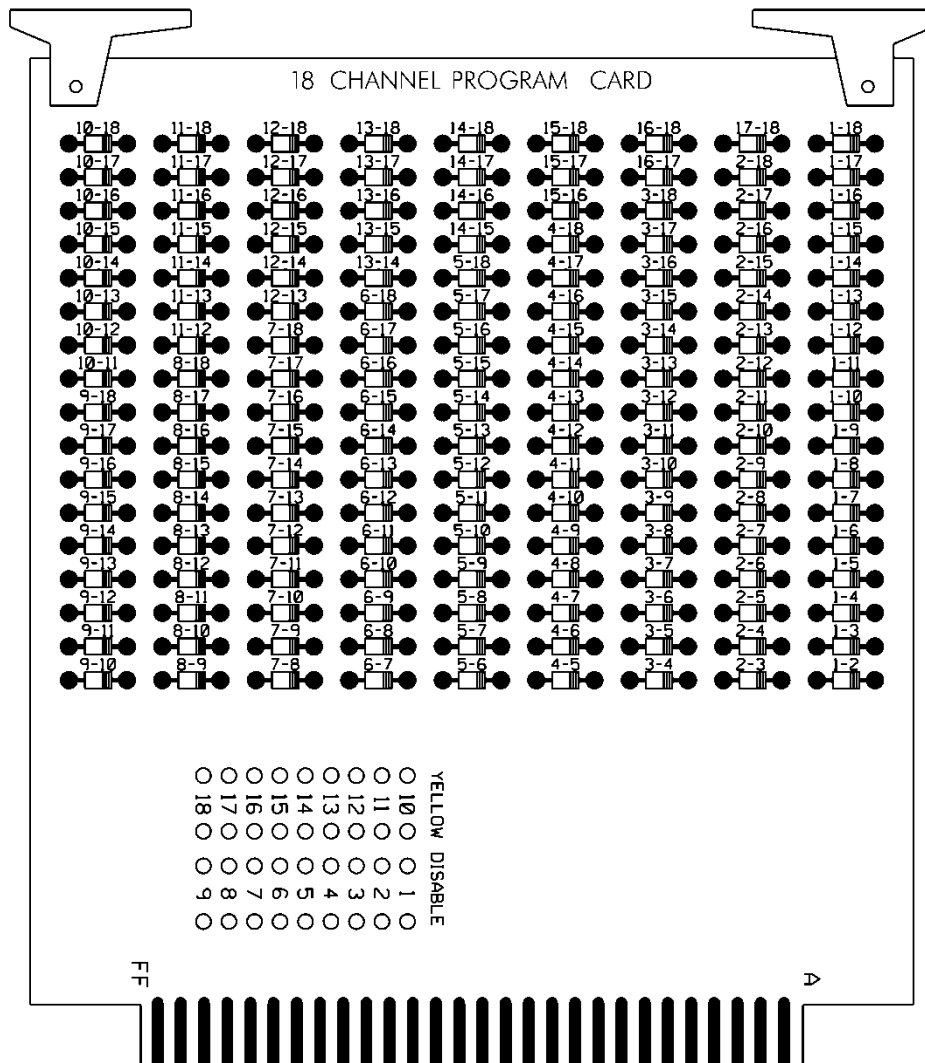 18 CHANNEL PROGRAM CARD
10-18 11-18 12-18 13-18 14-18 15-18 16-18 17-18 1-18
10-17 11-17 12-17 13-17 14-17 15-17 16-17 2-18 1-17
10-16 11-16 12-16 13-16 14-16 15-16 3-18 2-17 1-16
10-15 11-15 12-15 13-15 14-15 4-18 3-17 2-16 1-15
10-14 11-14 12-14 13-14 5-18 4-17 3-16 2-15 1-14
10-13 11-13 12-13 6-18 5-17 4-16 3-15 2-14 1-13
10-12 11-12 7-18 6-17 5-16 4-15 3-14 2-13 1-12
10-11 8-18 7-17 6-16 5-15 4-14 3-13 2-12 1-11
9-18 8-17 7-16 6-15 5-14 4-13 3-12 2-11 1-10
9-17 8-16 7-15 6-14 5-13 4-12 3-11 2-10 1-9
9-16 8-15 7-14 6-13 5-12 4-11 3-10 2-9 1-8
9-15 8-14 7-13 6-12 5-11 4-10 3-9 2-8 1-7
9-14 8-13 7-12 6-11 5-10 4-9 3-8 2-7 1-6
9-13 8-12 7-11 6-10 5-9 4-8 3-7 2-6 1-5
9-12 8-11 7-10 6-9 5-8 4-7 3-6 2-5 1-4
9-11 8-10 7-9 6-8 5-7 4-6 3-5 2-4 1-3
9-10 8-9 7-8 6-7 5-6 4-5 3-4 2-3 1-2
YELLOW DISABLE
10 1
11 2
12 3
13 4
14 5
15 6
16 7
17 8
18 9
FF A